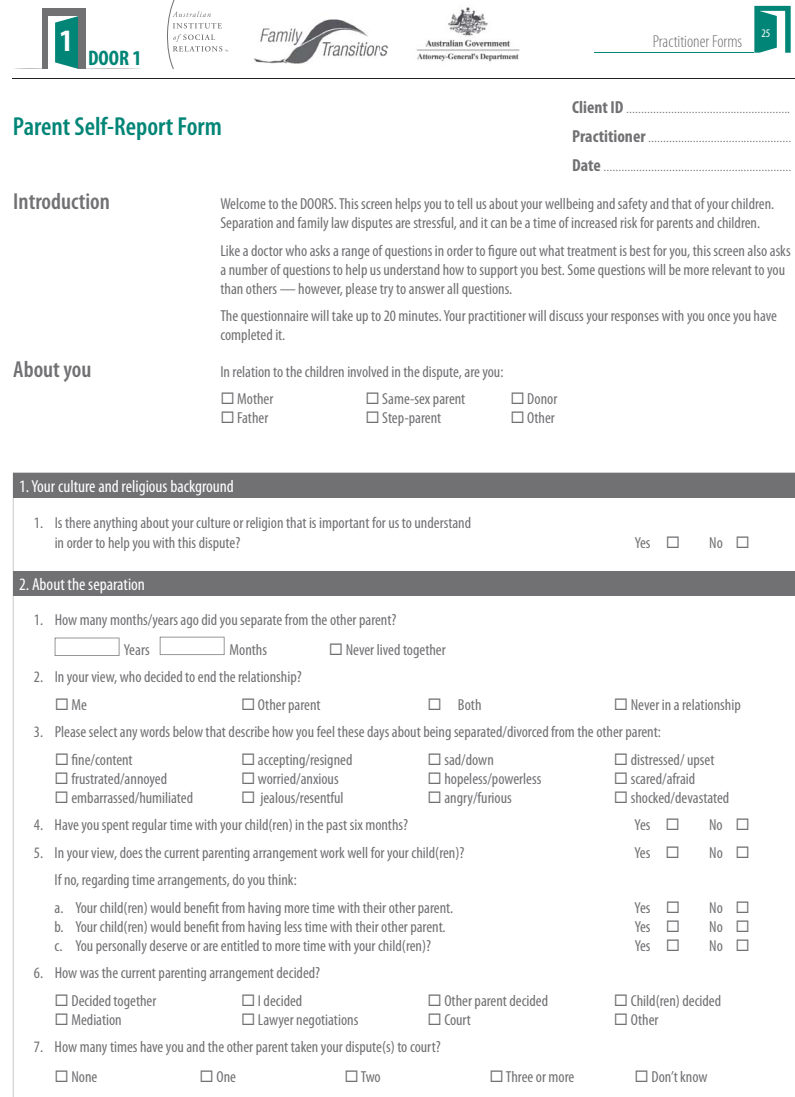 1
DOOR 1
Australian
INSTITUTE
of SOCIAL
RELATIONS
Family
Transitions
Australian Government
Attorney-General's Department
Practitioner Forms 25
Parent Self-Report Form
Client ID
Practitioner
Date
Introduction
Welcome to the DOORS. This screen helps you to tell us about your wellbeing and safety and that of your children.
Separation and family law disputes are stressful, and it can be a time of increased risk for parents and children.
Like a doctor who asks a range of questions in order to figure out what treatment is best for you, this screen also asks
a number of questions to help us understand how to support you best. Some questions will be more relevant to you
than others — however, please try to answer all questions.
The questionnaire will take up to 20 minutes. Your practitioner will discuss your responses with you once you have
completed it.
About you
In relation to the children involved in the dispute, are you:
☐ Mother ☐ Same-sex parent ☐ Donor
☐ Father ☐ Step-parent ☐ Other
1. Your culture and religious background
1. Is there anything about your culture or religion that is important for us to understand
in order to help you with this dispute? Yes ☐ No ☐
2. About the separation
1. How many months/years ago did you separate from the other parent?
Years Months ☐ Never lived together
2. In your view, who decided to end the relationship?
☐ Me ☐ Other parent ☐ Both ☐ Never in a relationship
3. Please select any words below that describe how you feel these days about being separated/divorced from the other parent:
☐ fine/content ☐ accepting/resigned ☐ sad/down ☐ distressed/ upset
☐ frustrated/annoyed ☐ worried/anxious ☐ hopeless/powerless ☐ scared/afraid
☐ embarrassed/humiliated ☐ jealous/resentful ☐ angry/furious ☐ shocked/devastated
4. Have you spent regular time with your child(ren) in the past six months? Yes ☐ No ☐
5. In your view, does the current parenting arrangement work well for your child(ren)? Yes ☐ No ☐
If no, regarding time arrangements, do you think:
a. Your child(ren) would benefit from having more time with their other parent. Yes ☐ No ☐
b. Your child(ren) would benefit from having less time with their other parent. Yes ☐ No ☐
c. You personally deserve or are entitled to more time with your child(ren)? Yes ☐ No ☐
6. How was the current parenting arrangement decided?
☐ Decided together ☐ I decided ☐ Other parent decided ☐ Child(ren) decided
☐ Mediation ☐ Lawyer negotiations ☐ Court ☐ Other
7. How many times have you and the other parent taken your dispute(s) to court?
☐ None ☐ One ☐ Two ☐ Three or more ☐ Don't know